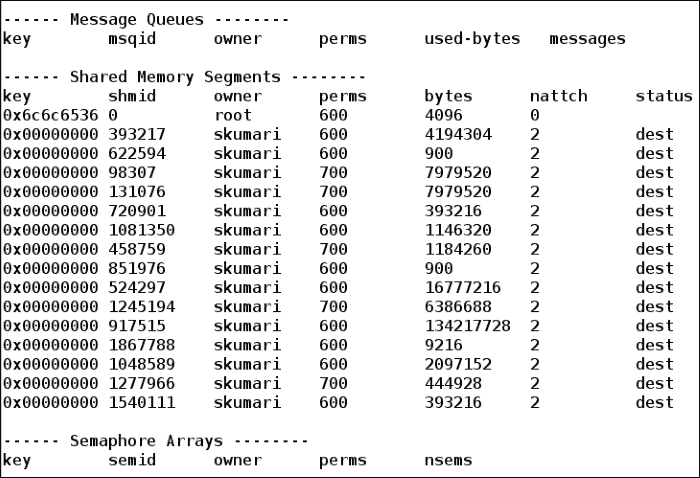 ------ Message Queues --------
key        msqid      owner      perms      used-bytes   messages

------ Shared Memory Segments --------
key        shmid      owner      perms      bytes      nattch     status
0x6c6c6536 0          root       600        4096       0
0x00000000 393217     skumari    600        4194304    2          dest
0x00000000 622594     skumari    600        900        2          dest
0x00000000 98307      skumari    700        7979520    2          dest
0x00000000 131076     skumari    700        7979520    2          dest
0x00000000 720901     skumari    600        393216     2          dest
0x00000000 1081350    skumari    600        1146320    2          dest
0x00000000 458759     skumari    700        1184260    2          dest
0x00000000 851976     skumari    600        900        2          dest
0x00000000 524297     skumari    600        16777216   2          dest
0x00000000 1245194    skumari    700        6386688    2          dest
0x00000000 917515     skumari    600        134217728  2          dest
0x00000000 1867788    skumari    600        9216       2          dest
0x00000000 1048589    skumari    600        2097152    2          dest
0x00000000 1277966    skumari    700        444928     2          dest
0x00000000 1540111    skumari    600        393216     2          dest

------ Semaphore Arrays --------
key        semid      owner      perms      nsems